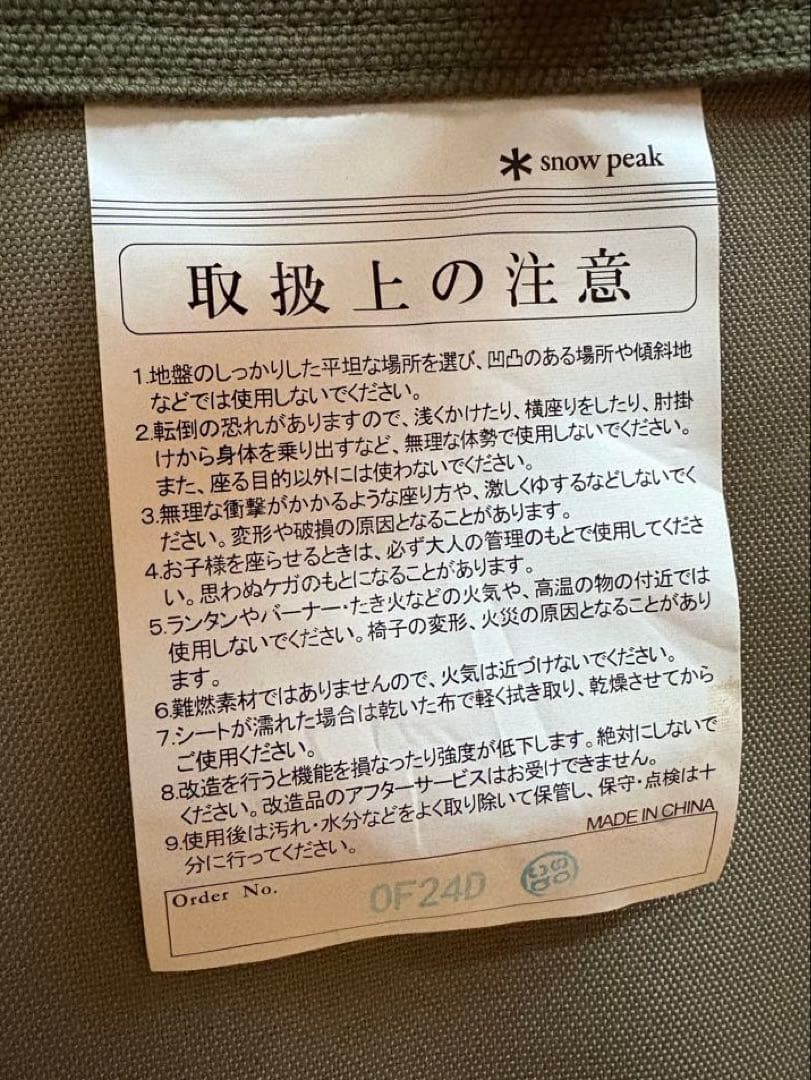 snow peak
取扱上の注意
1.地盤のしっかりした平坦な場所を選び、凹凸のある場所や傾斜地
などでは使用しないでください。
2.転倒の恐れがありますので、浅くかけたり、横座りをしたり、肘掛
けから身体を乗り出すなど、無理な体勢で使用しないでください。
また、座る目的以外には使わないでください。
3.無理な衝撃がかかるような座り方や、激しくゆするなどしないでく
ださい。変形や破損の原因となることがあります。
4.お子様を座らせるときは、必ず大人の管理のもとで使用してくださ
い。思わぬケガのもとになることがあります。
5.ランタンやバーナー・たき火などの火気や、高温の物の付近では
使用しないでください。椅子の変形、火災の原因となることがあり
ます。
6.難燃素材ではありませんので、火気は近づけないでください。
7.シートが濡れた場合は乾いた布で軽く拭き取り、乾燥させてから
ご使用ください。
8.改造を行うと機能を損なったり強度が低下します。絶対にしないで
ください。改造品のアフターサービスはお受けできません。
9.使用後は汚れ・水分などをよく取り除いて保管し、保守・点検は十
分に行ってください。
MADE IN CHINA
Order No.
0F24D